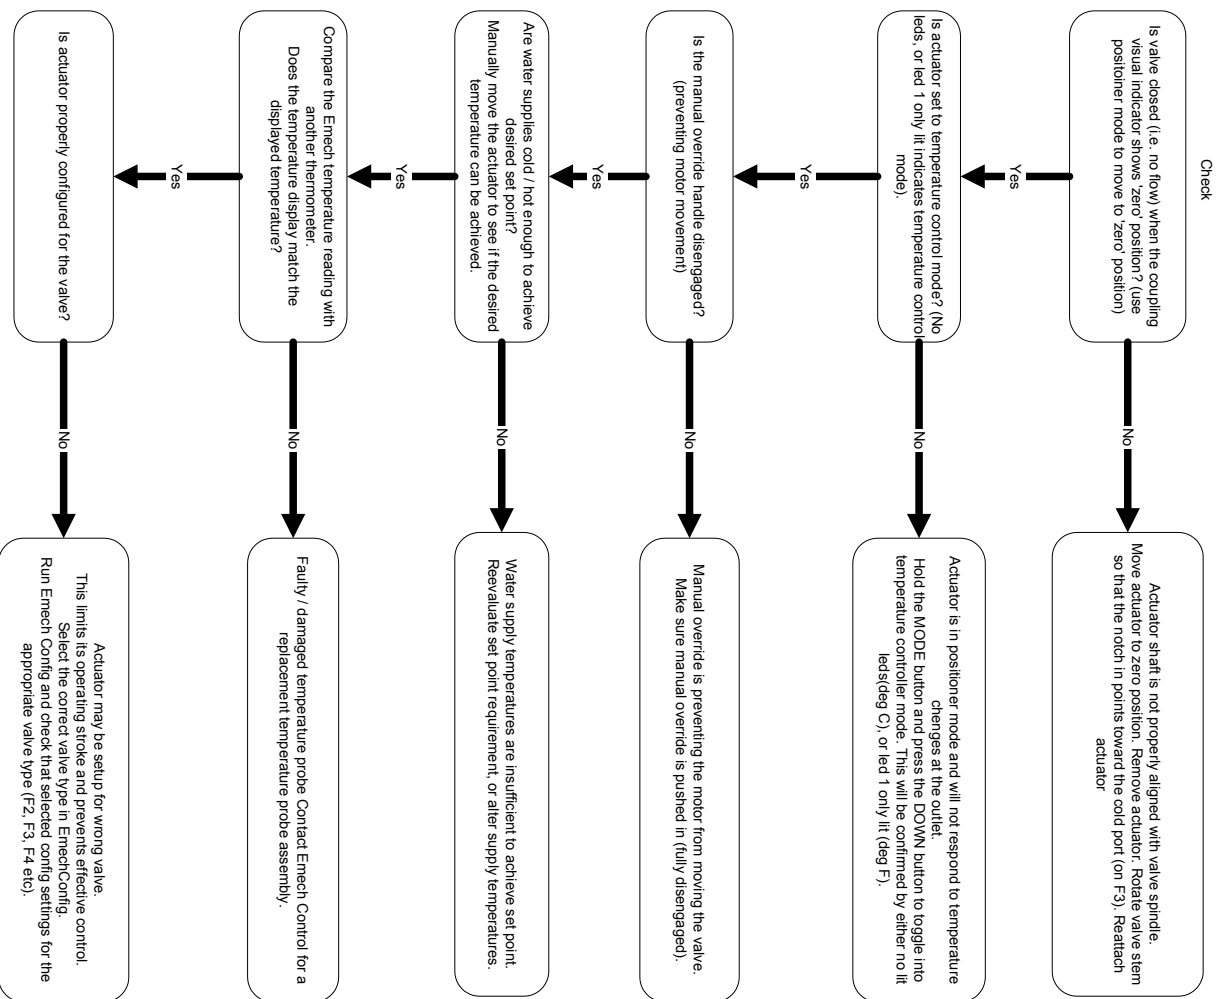 Check
Is valve closed (i.e. no flow) when the coupling
visual indicator shows 'zero' position? (use
positoiner mode to move to 'zero' position)
No
Actuator shaft is not properly aligned with valve spindle.
Move actuator to zero position. Remove actuator. Rotate valve stem
so that the notch in points toward the cold port (on F3). Reattach
actuator
Yes
Is actuator set to temperature control mode? (No
leds, or led 1 only lit indicates temperature control
mode).
No
Actuator is in positioner mode and will not respond to temperature
chenges at the outlet.
Hold the MODE button and press the DOWN button to toggle into
temperature controller mode. This will be confirmed by either no lit
leds(deg C), or led 1 only lit (deg F).
Yes
Is the manual override handle disengaged?
(preventing motor movement)
No
Manual override is preventing the motor from moving the valve.
Make sure manual override is pushed in (fully disengaged).
Yes
Are water supplies cold / hot enough to achieve
desired set point?
Manually move the actuator to see if the desired
temperature can be achieved.
No
Water supply temperatures are insufficient to achieve set point.
Reevaluate set point requirement, or alter supply temperatures.
Yes
Compare the Emech temperature reading with
another thermometer.
Does the temperature display match the
displayed temperature?
No
Faulty / damaged temperature probe Contact Emech Control for a
replacement temperature probe assembly.
Yes
Is actuator properly configured for the valve?
No
Actuator may be setup for wrong valve.
This limits its operating stroke and prevents effective control.
Select the correct valve type in EmechConfig.
Run Emech Config and check that selected config settings for the
appropriate valve type (F2, F3, F4 etc).